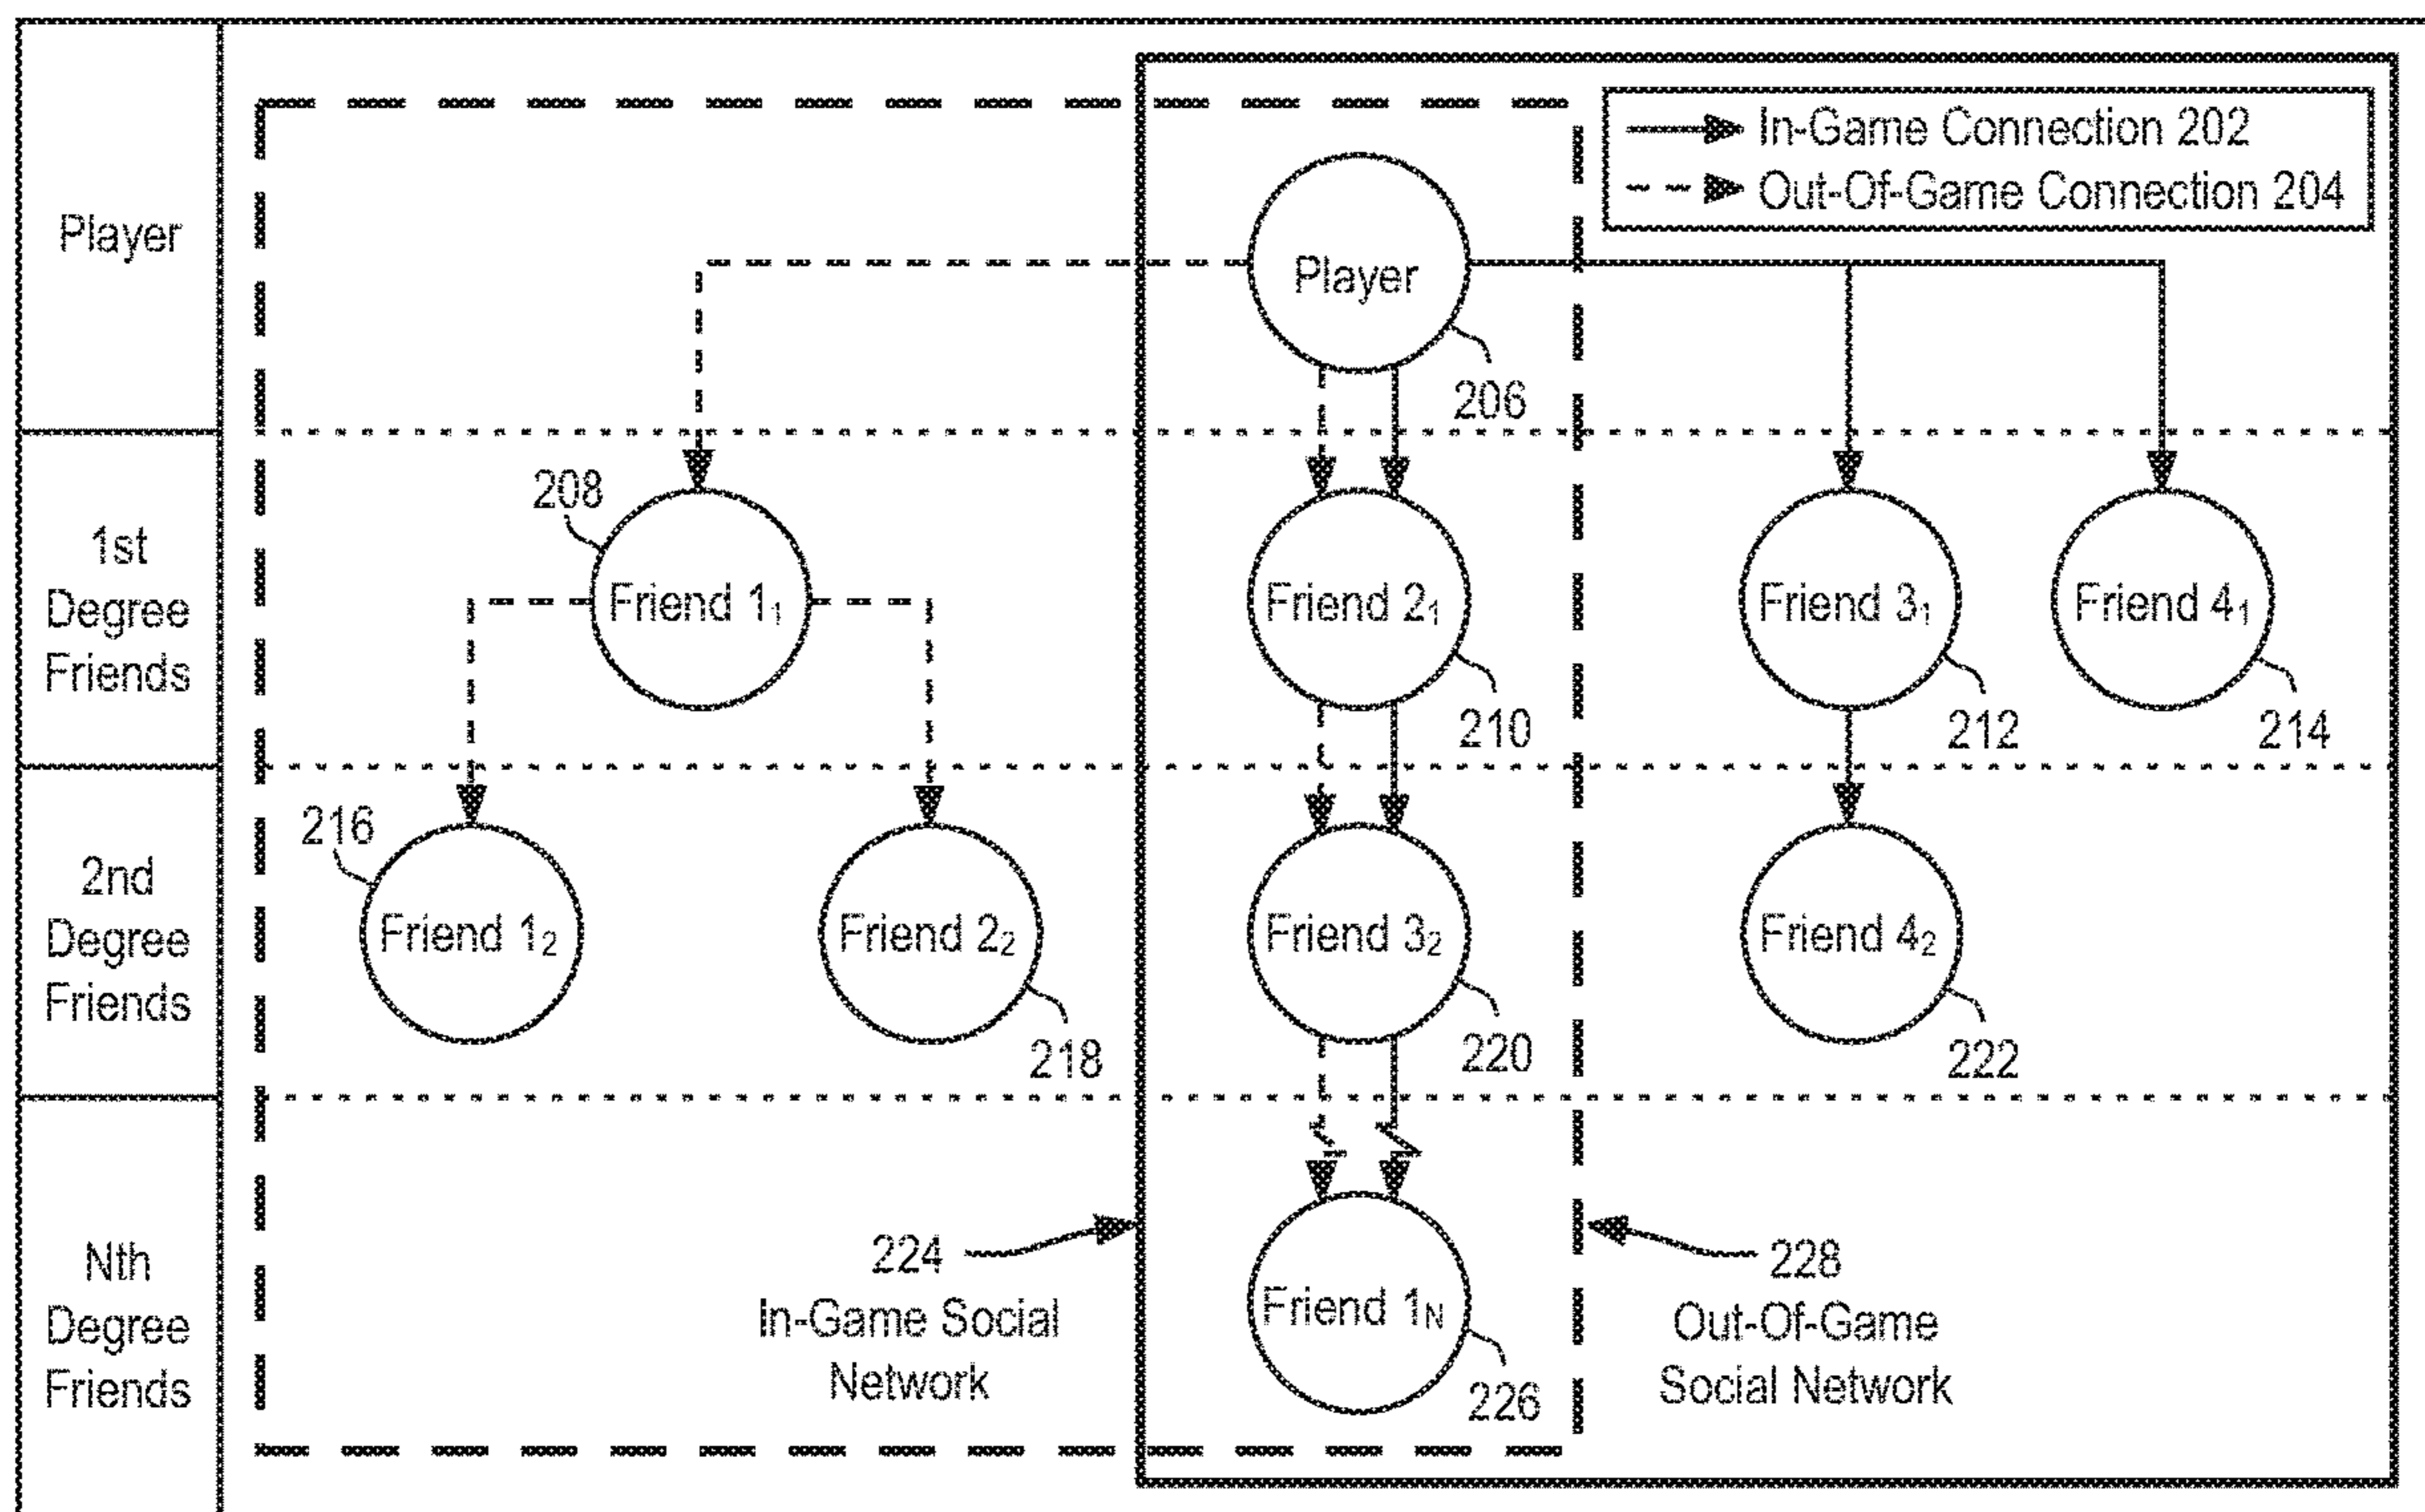 In-Game Connection 202
Out-Of-Game Connection 204
Player
Player
206
208
1st
Degree
Friends
Friend 1₁
Friend 2₁
Friend 3₁
Friend 4₁
210
212
214
216
2nd
Degree
Friends
Friend 1₂
Friend 2₂
Friend 3₂
Friend 4₂
218
220
222
Nth
Degree
Friends
224
In-Game Social
Network
Friend 1ₙ
226
228
Out-Of-Game
Social Network